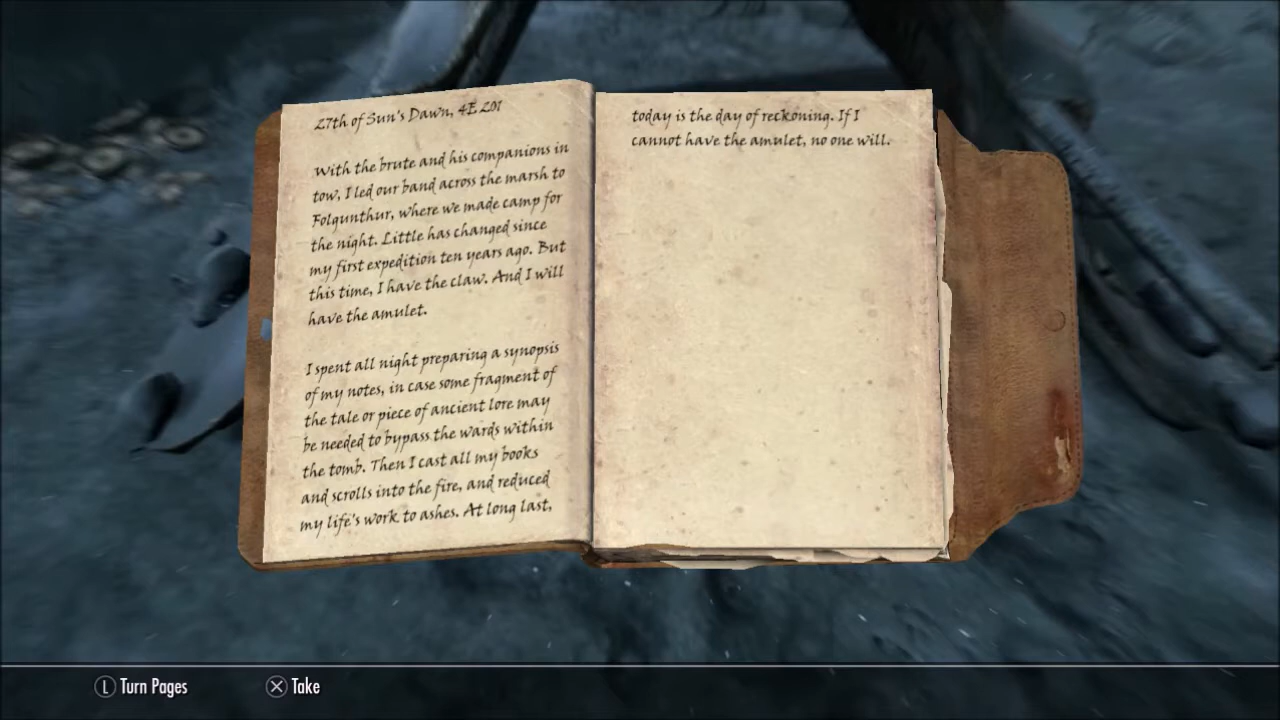 27th of Sun's Dawn, 4E 201
With the brute and his companions in
tow, I led our band across the marsh to
Folgunthur, where we made camp for
the night. Little has changed since
my first expedition ten years ago. But
this time, I have the claw. And I will
have the amulet.
I spent all night preparing a synopsis
of my notes, in case some fragment of
the tale or piece of ancient lore may
be needed to bypass the wards within
the tomb. Then I cast all my books
and scrolls into the fire, and reduced
my life's work to ashes. At long last,
today is the day of reckoning. If I
cannot have the amulet, no one will.
L Turn Pages
X Take